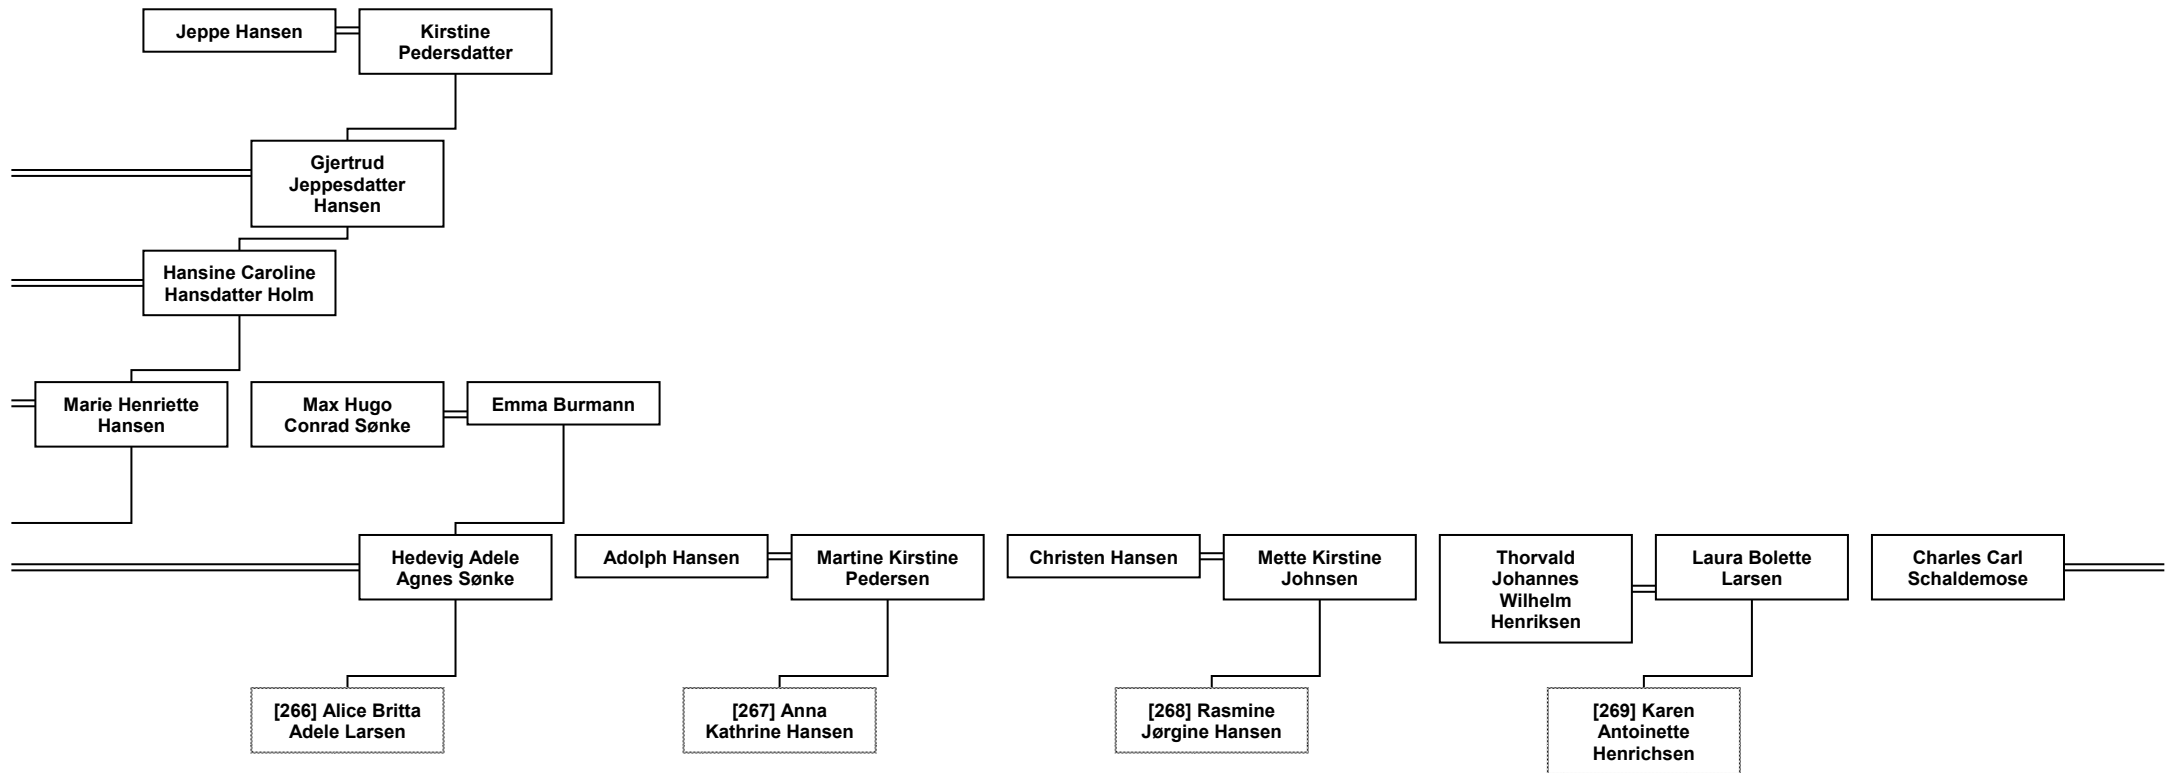 Jeppe Hansen
Kirstine
Pedersdatter
Gjertrud
Jeppesdatter
Hansen
Hansine Caroline
Hansdatter Holm
Marie Henriette
Hansen
Max Hugo
Conrad Sønke
Emma Burmann
Hedevig Adele
Agnes Sønke
Adolph Hansen
Martine Kirstine
Pedersen
Christen Hansen
Mette Kirstine
Johnsen
Thorvald
Johannes
Wilhelm
Henriksen
Laura Bolette
Larsen
Charles Carl
Schaldemose
[266] Alice Britta
Adele Larsen
[267] Anna
Kathrine Hansen
[268] Rasmine
Jørgine Hansen
[269] Karen
Antoinette
Henrichsen